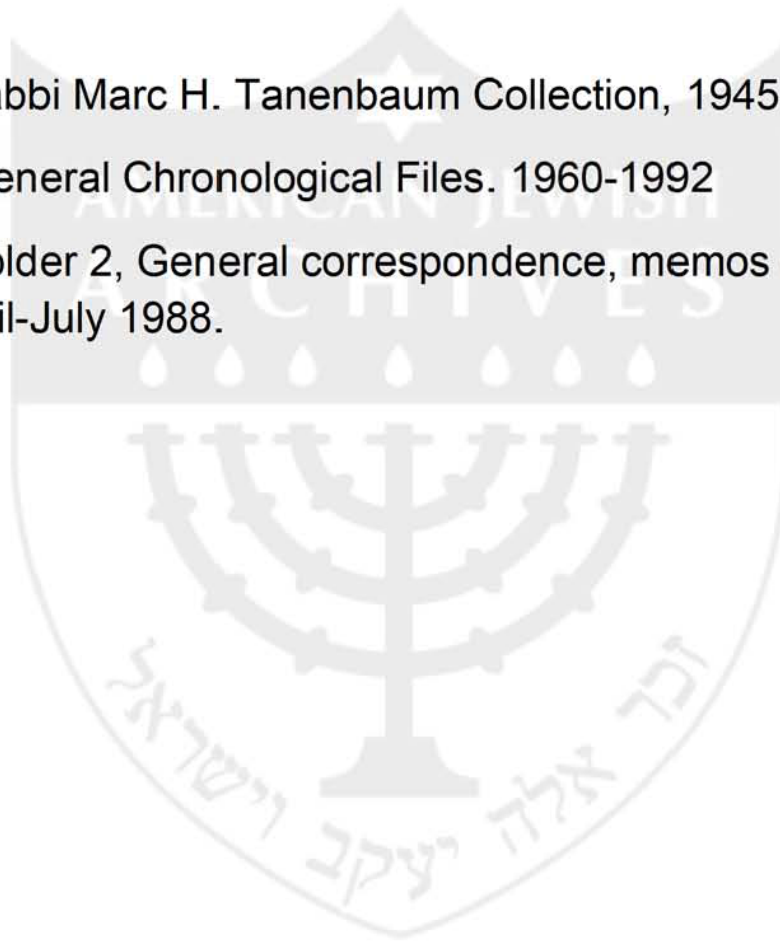 abbi Marc H. Tanenbaum Collection, 1945
eneral Chronological Files. 1960-1992
AMERICAN JEWISH
older 2, General correspondence, memos
ARCHIVES
il-July 1988.
זכר אלה יעקב וישראל